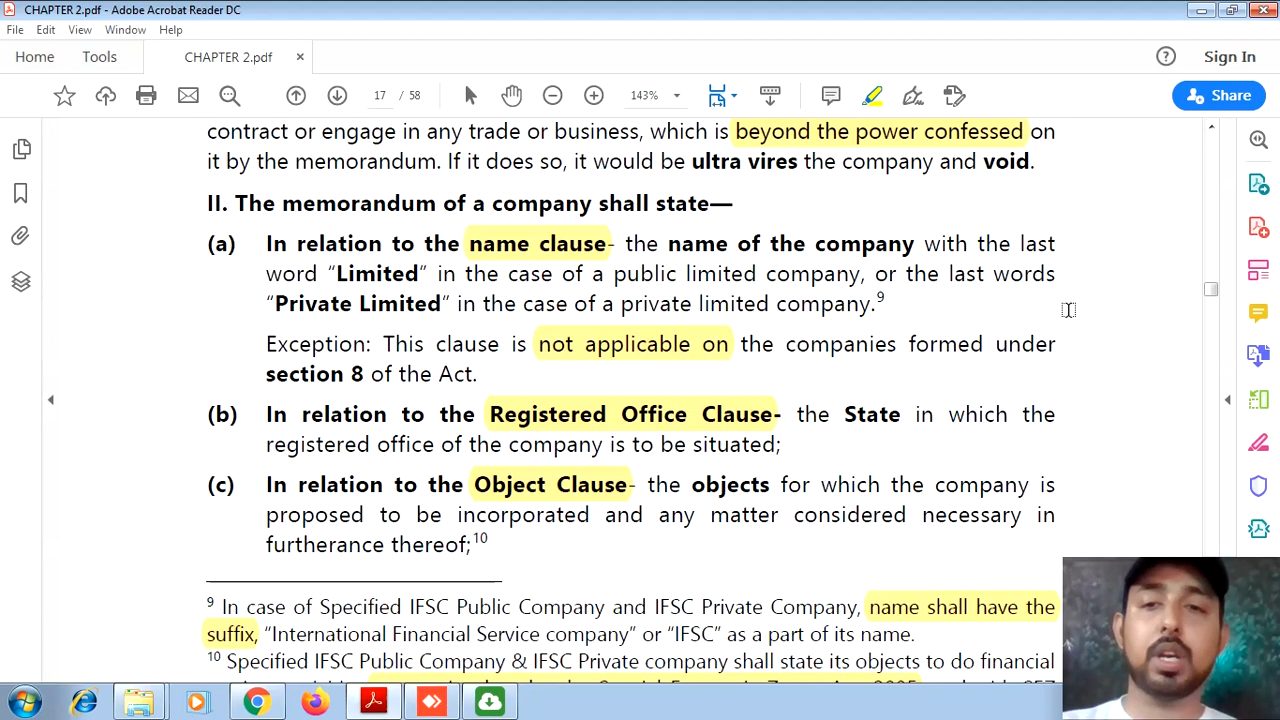 CHAPTER 2.pdf - Adobe Acrobat Reader DC
File Edit View Window Help
Home Tools CHAPTER 2.pdf × ? Sign In
17 / 58 143% Share
contract or engage in any trade or business, which is beyond the power confessed on
it by the memorandum. If it does so, it would be ultra vires the company and void.
II. The memorandum of a company shall state—
(a) In relation to the name clause- the name of the company with the last
word “Limited” in the case of a public limited company, or the last words
“Private Limited” in the case of a private limited company.9
Exception: This clause is not applicable on the companies formed under
section 8 of the Act.
(b) In relation to the Registered Office Clause- the State in which the
registered office of the company is to be situated;
(c) In relation to the Object Clause- the objects for which the company is
proposed to be incorporated and any matter considered necessary in
furtherance thereof;10
9 In case of Specified IFSC Public Company and IFSC Private Company, name shall have the
suffix, “International Financial Service company” or “IFSC” as a part of its name.
10 Specified IFSC Public Company & IFSC Private company shall state its objects to do financial